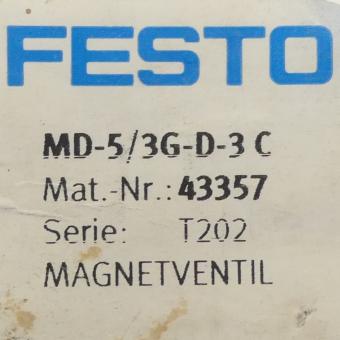 FESTO
MD-5/3G-D-3 C
Mat.-Nr.: 43357
Serie: T202
MAGNETVENTIL